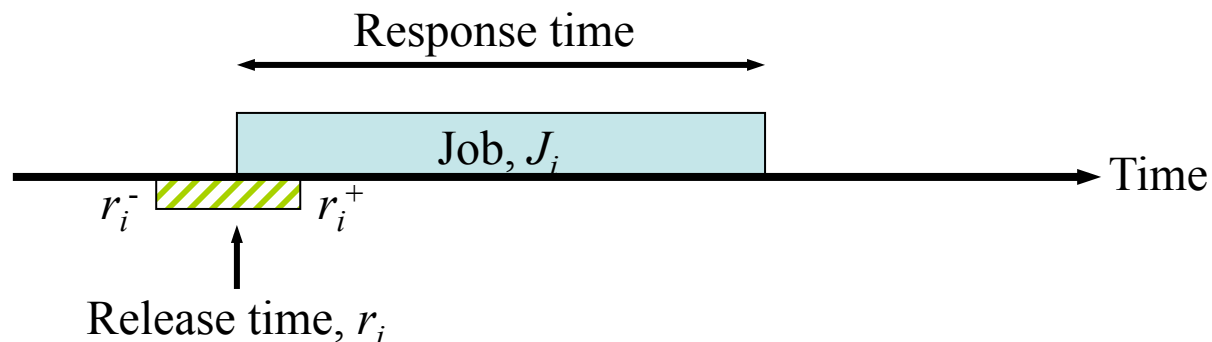 Response time
Job, Jᵢ
Time
rᵢ⁻ rᵢ⁺
Release time, rᵢ